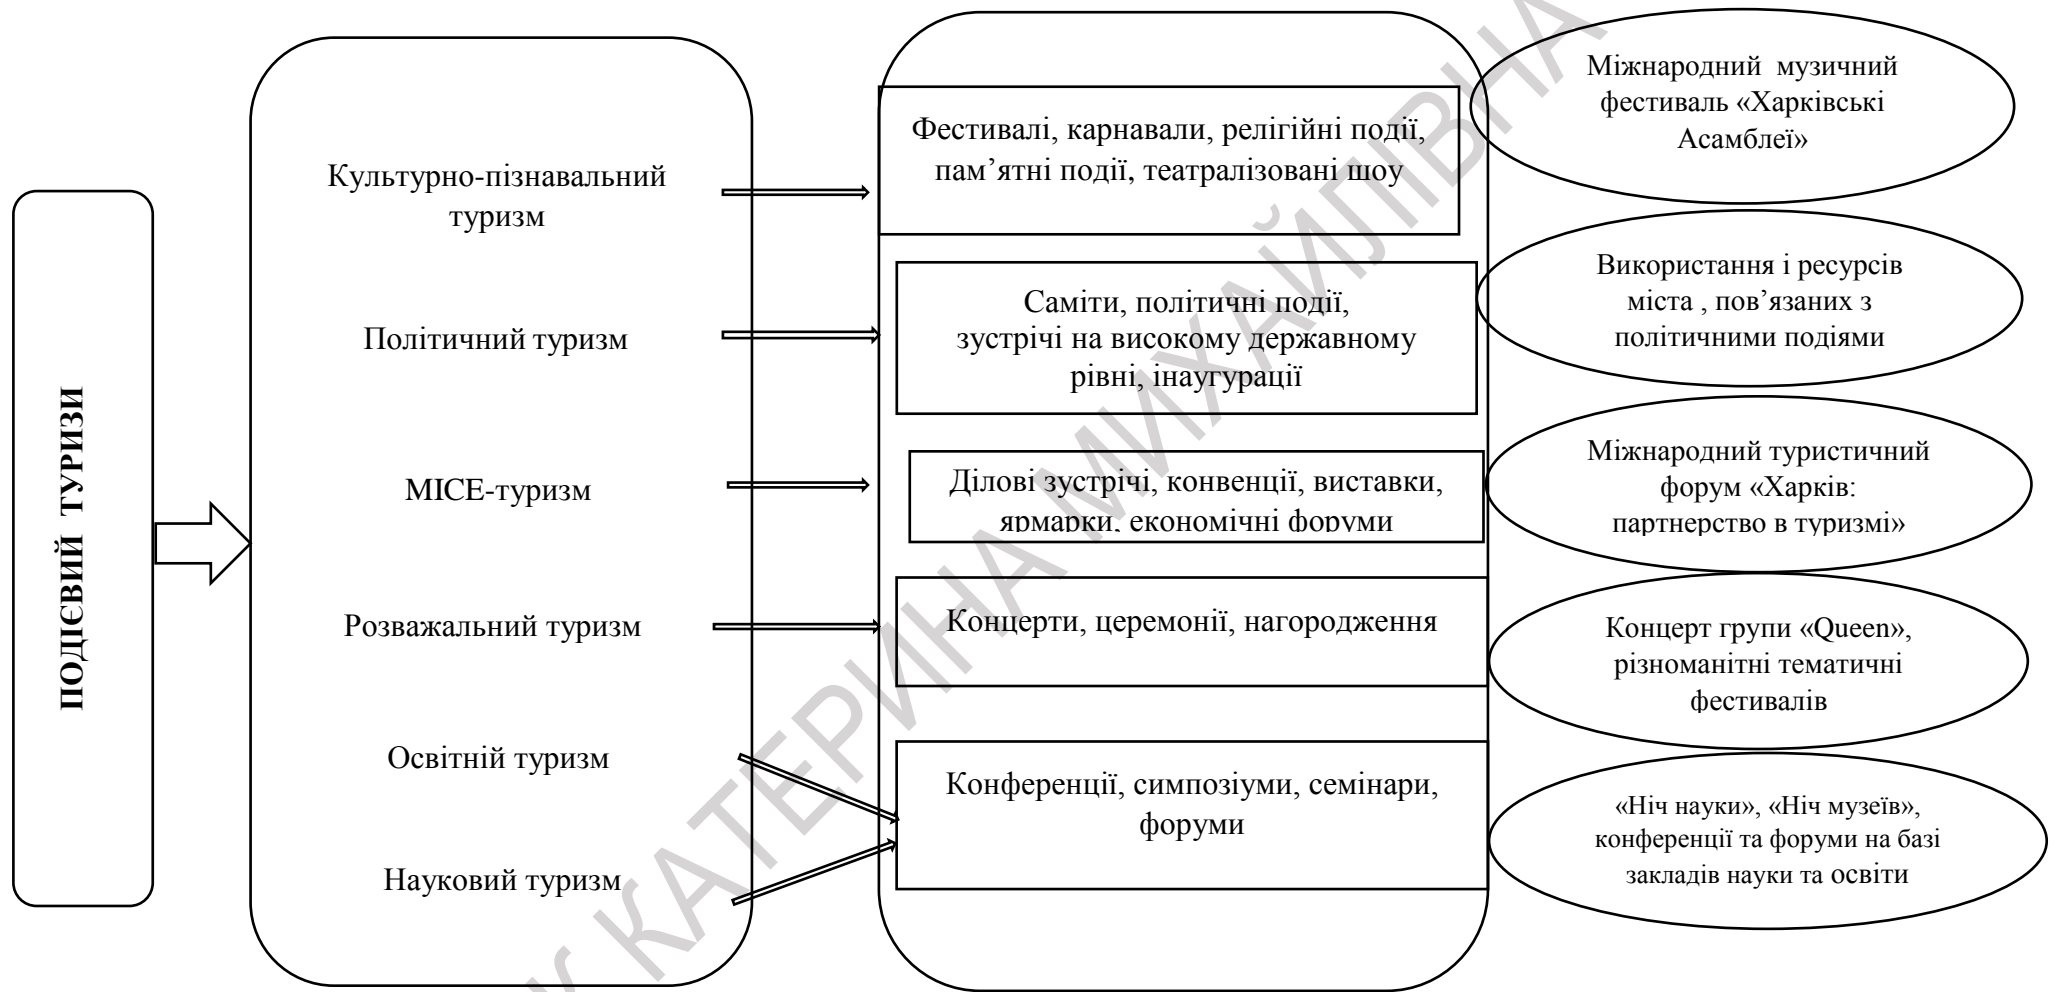 ПОДІЄВИЙ ТУРИЗИ
Культурно-пізнавальний
туризм
Політичний туризм
МІСЕ-туризм
Розважальний туризм
Освітній туризм
Науковий туризм
Фестивалі, карнавали, релігійні події,
пам’ятні події, театралізовані шоу
Саміти, політичні події,
зустрічі на високому державному
рівні, інаугурації
Ділові зустрічі, конвенції, виставки,
ярмарки, економічні форуми
Концерти, церемонії, нагородження
Конференції, симпозіуми, семінари,
форуми
Міжнародний музичний
фестиваль «Харківські
Асамблеї»
Використання і ресурсів
міста , пов’язаних з
політичними подіями
Міжнародний туристичний
форум «Харків:
партнерство в туризмі»
Концерт групи «Queen»,
різноманітні тематичні
фестивалів
«Ніч науки», «Ніч музеїв»,
конференції та форуми на базі
закладів науки та освіти
К КАТЕРИНА МИХАЙЛІВНА